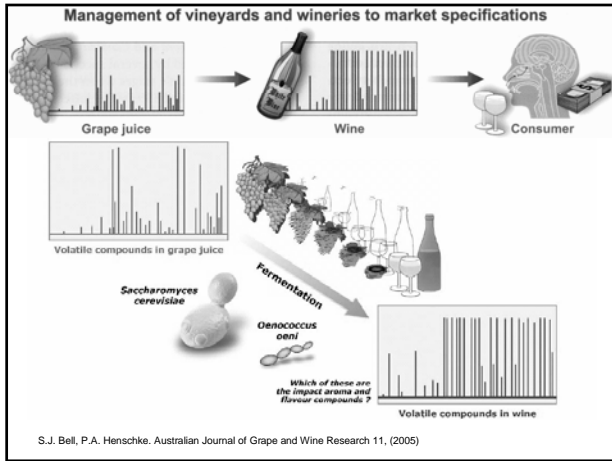 Management of vineyards and wineries to market specifications
Grape juice
Wine
Consumer
Volatile compounds in grape juice
Fermentation
Saccharomyces
cerevisiae
Oenococcus
oeni
Which of these are
the impact aroma and
flavour compounds ?
Volatile compounds in wine
S.J. Bell, P.A. Henschke. Australian Journal of Grape and Wine Research 11, (2005)